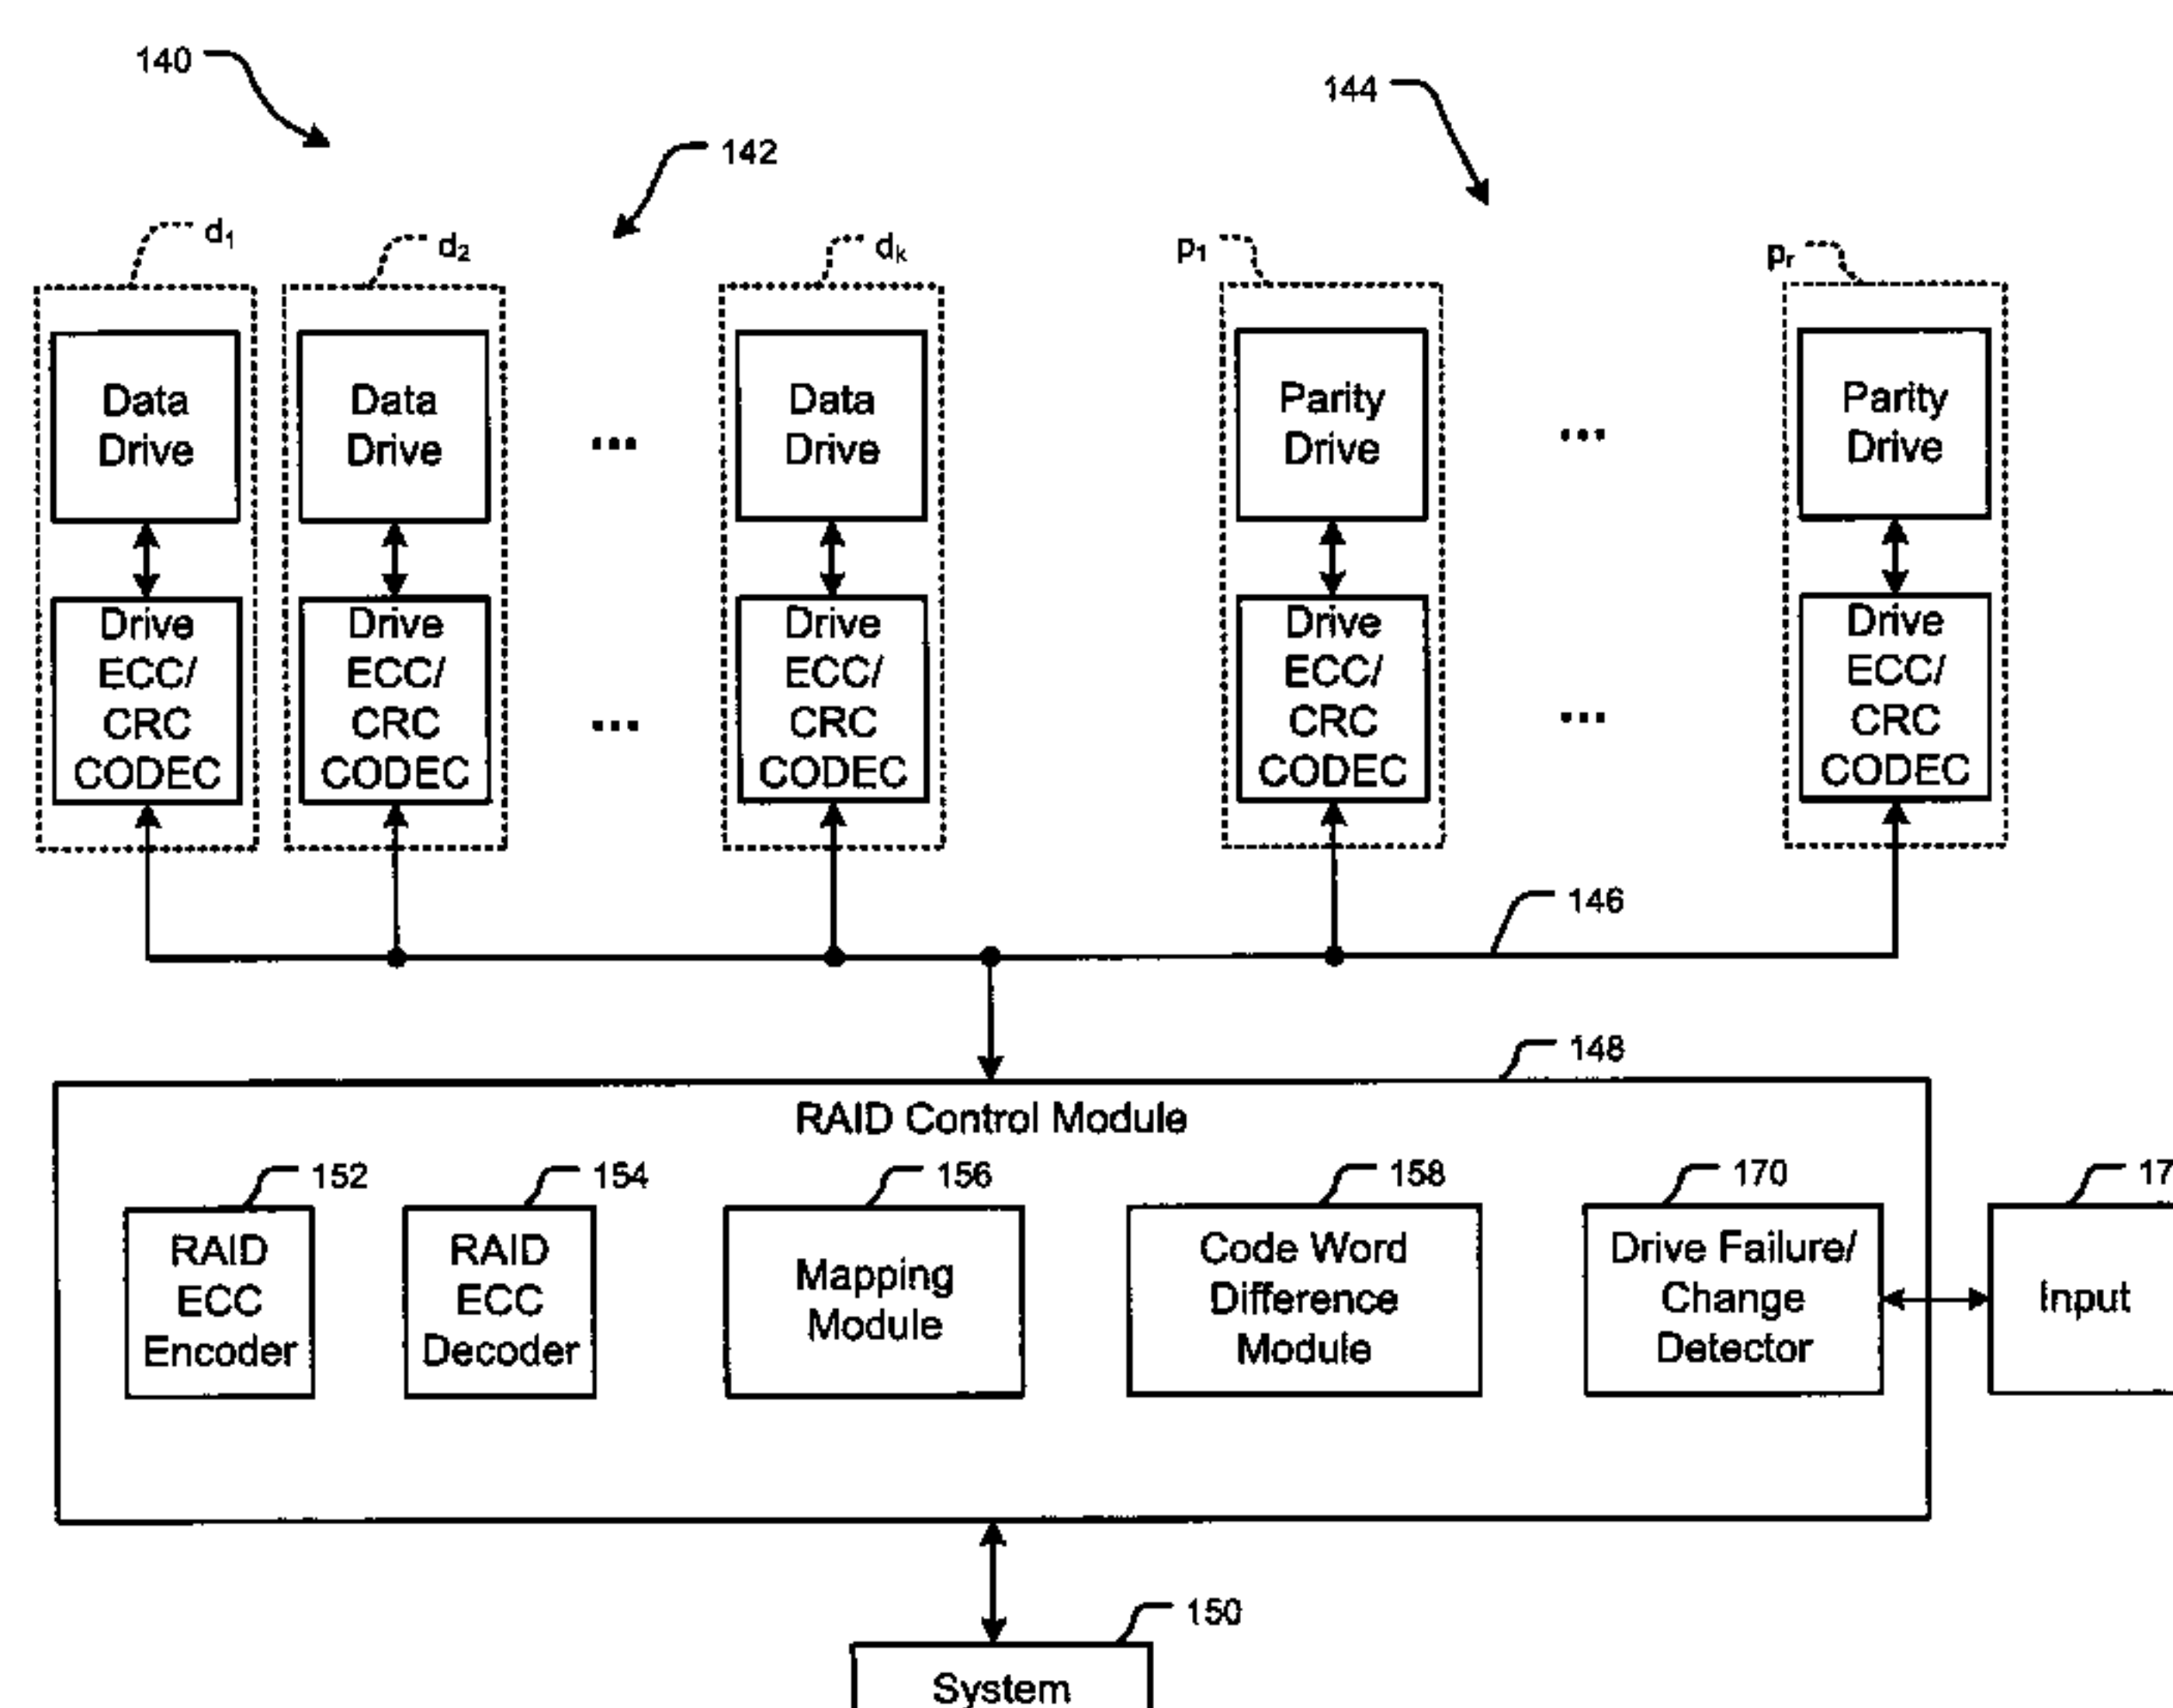 140
144
142
d1
d2
dk
p1
pr
Data
Drive
Data
Drive
...
Data
Drive
Parity
Drive
...
Parity
Drive
Drive
ECC/
CRC
CODEC
Drive
ECC/
CRC
CODEC
...
Drive
ECC/
CRC
CODEC
Drive
ECC/
CRC
CODEC
...
Drive
ECC/
CRC
CODEC
146
148
RAID Control Module
152
154
156
158
170
17
RAID
ECC
Encoder
RAID
ECC
Decoder
Mapping
Module
Code Word
Difference
Module
Drive Failure/
Change
Detector
Input
150
System